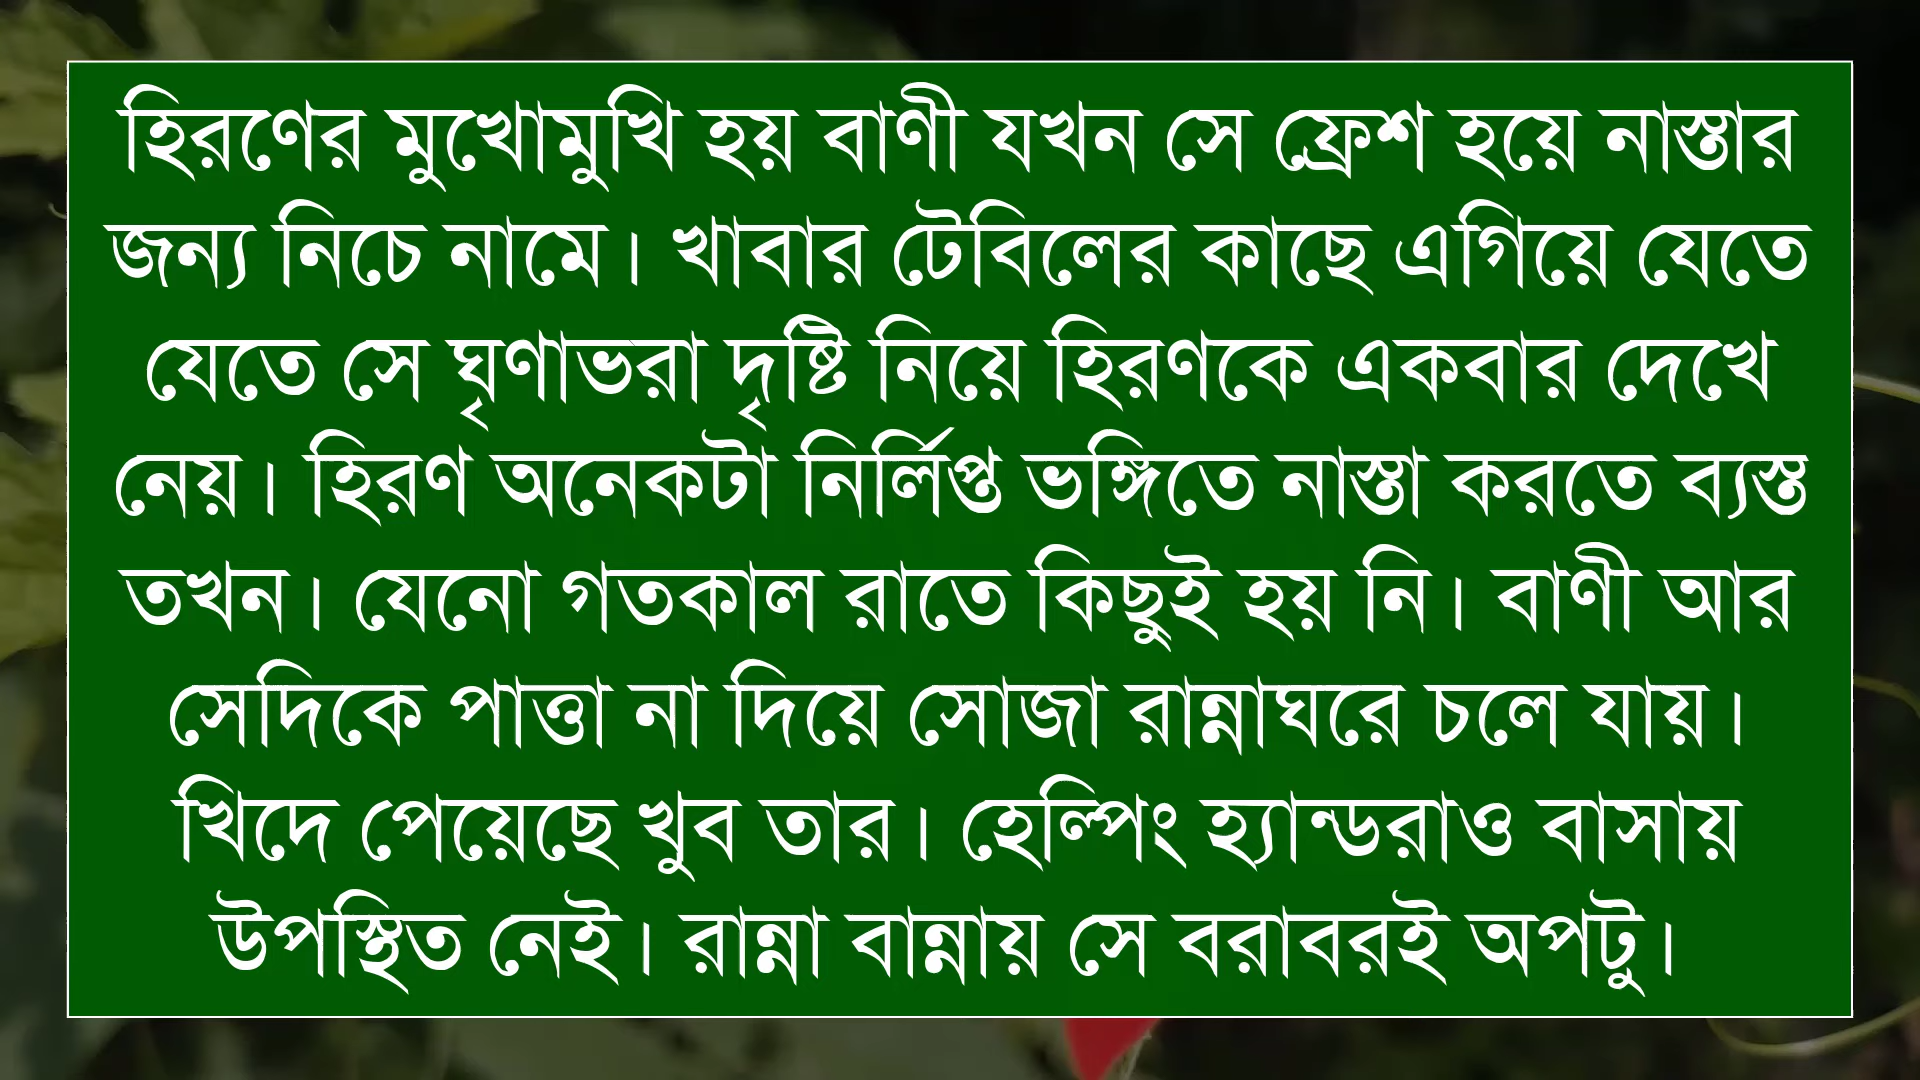 হিরণের মুখোমুখি হয় বাণী যখন সে ফ্রেশ হয়ে নাস্তার
জন্য নিচে নামে। খাবার টেবিলের কাছে এগিয়ে যেতে
যেতে সে ঘৃণাভরা দৃষ্টি নিয়ে হিরণকে একবার দেখে
নেয়। হিরণ অনেকটা নির্লিপ্ত ভঙ্গিতে নাস্তা করতে ব্যস্ত
তখন। যেনো গতকাল রাতে কিছুই হয় নি। বাণী আর
সেদিকে পাত্তা না দিয়ে সোজা রান্নাঘরে চলে যায়।
খিদে পেয়েছে খুব তার। হেল্পিং হ্যান্ডরাও বাসায়
উপস্থিত নেই। রান্না বান্নায় সে বরাবরই অপটু।